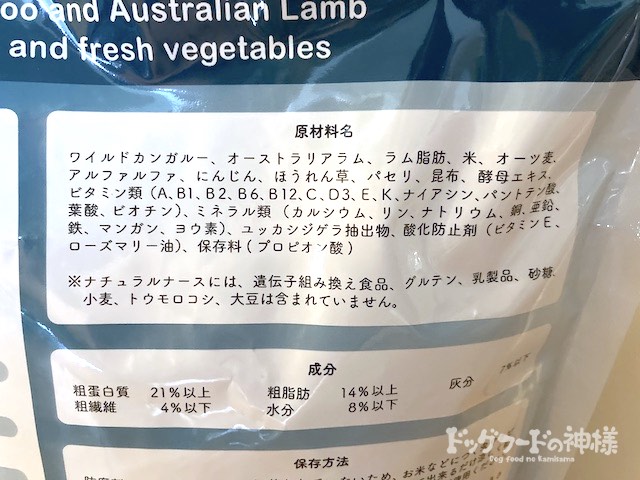 oo and Australian Lamb
and fresh vegetables
原材料名
ワイルドカンガルー、オーストラリアラム、ラム脂肪、米、オーツ麦、
アルファルファ、にんじん、ほうれん草、パセリ、昆布、酵母エキス、
ビタミン類（A、B1、B2、B6、B12、C、D3、E、K、ナイアシン、パントテン酸、
葉酸、ビオチン）、ミネラル類（カルシウム、リン、ナトリウム、銅、亜鉛、
鉄、マンガン、ヨウ素）、ユッカシジゲラ抽出物、酸化防止剤（ビタミンE、
ローズマリー油）、保存料（プロピオン酸）
※ナチュラルナースには、遺伝子組み換え食品、グルテン、乳製品、砂糖、
小麦、トウモロコシ、大豆は含まれていません。
成分
粗蛋白質 21％以上 粗脂肪 14％以上 灰分 7％以下
粗繊維 4％以下 水分 8％以下
保存方法
ドッグフードの神様
Dog food no Kamisama